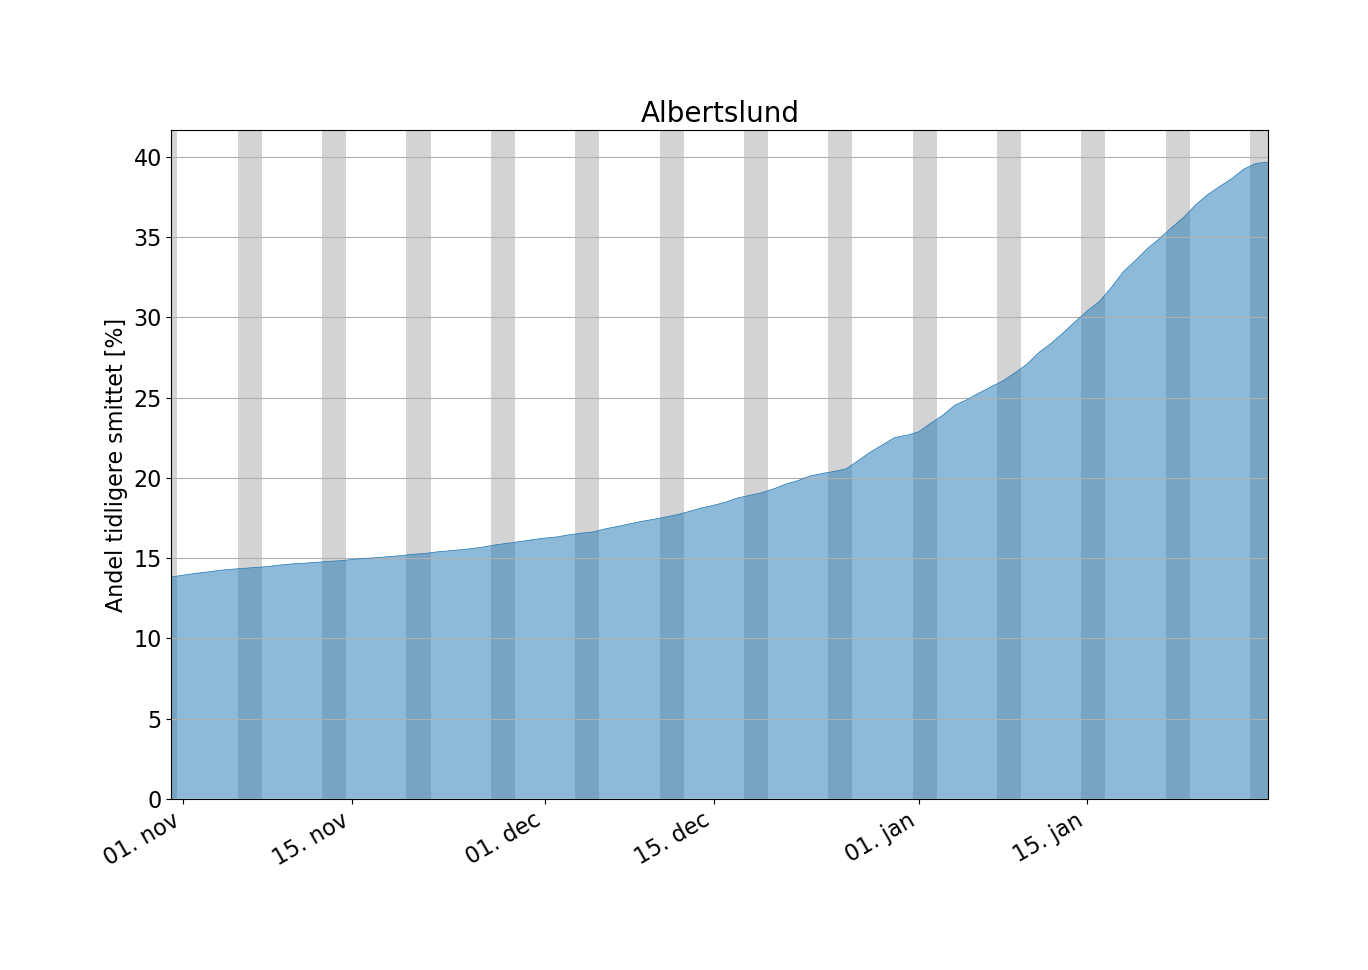 Albertslund
Andel tidligere smittet [%]
40
35
30
25
20
15
10
5
0
01. nov
15. nov
01. dec
15. dec
01. jan
15. jan